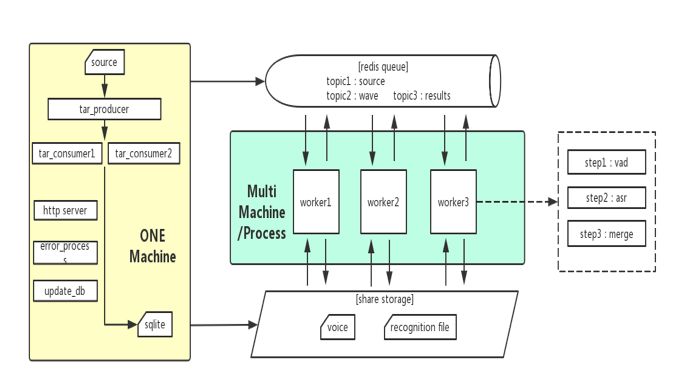 source
tar_producer
tar_consumer1
tar_consumer2
http server
error_proces
s
update_db
ONE
Machine
sqlite
[redis queue]
topic1 : source
topic2 : wave topic3 : results
Multi
Machine
/Process
worker1
worker2
worker3
step1 : vad
step2 : asr
step3 : merge
[share storage]
voice
recognition file